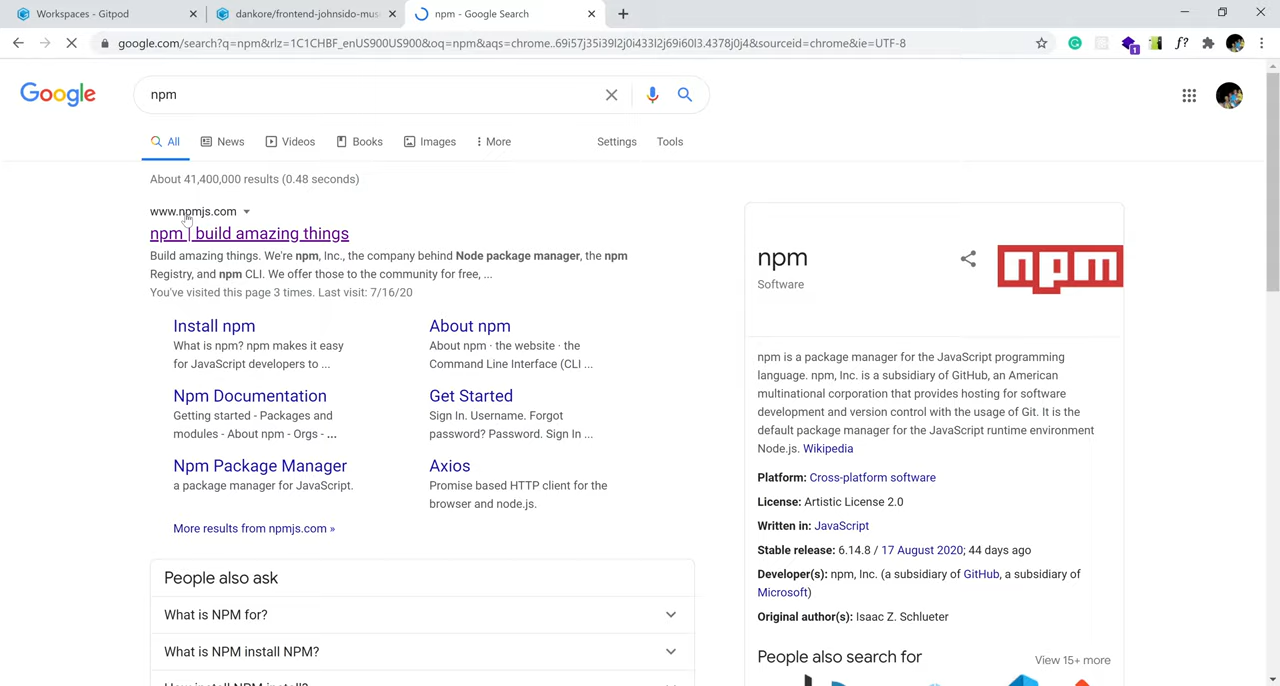 Workspaces - Gitpod
dankore/frontend-johnsido-mus
npm - Google Search
google.com/search?q=npm&rlz=1C1CHBF_enUS900US900&oq=npm&aqs=chrome..69i57j35i39l2j0i433l2j69i60l3.4378j0j4&sourceid=chrome&ie=UTF-8
f?
1
Google
npm
All
News
Videos
Books
Images
More
Settings
Tools
About 41,400,000 results (0.48 seconds)
www.npmjs.com
npm | build amazing things
Build amazing things. We're npm, Inc., the company behind Node package manager, the npm
Registry, and npm CLI. We offer those to the community for free, ...
You've visited this page 3 times. Last visit: 7/16/20
Install npm
What is npm? npm makes it easy
for JavaScript developers to ...
About npm
About npm · the website · the
Command Line Interface (CLI ...
Npm Documentation
Getting started - Packages and
modules - About npm - Orgs - ...
Get Started
Sign In. Username. Forgot
password? Password. Sign In ...
Npm Package Manager
a package manager for JavaScript.
Axios
Promise based HTTP client for the
browser and node.js.
More results from npmjs.com »
People also ask
What is NPM for?
What is NPM install NPM?
How install NPM install?
npm
Software
npm
npm is a package manager for the JavaScript programming
language. npm, Inc. is a subsidiary of GitHub, an American
multinational corporation that provides hosting for software
development and version control with the usage of Git. It is the
default package manager for the JavaScript runtime environment
Node.js. Wikipedia
Platform: Cross-platform software
License: Artistic License 2.0
Written in: JavaScript
Stable release: 6.14.8 / 17 August 2020; 44 days ago
Developer(s): npm, Inc. (a subsidiary of GitHub, a subsidiary of
Microsoft)
Original author(s): Isaac Z. Schlueter
People also search for
View 15+ more